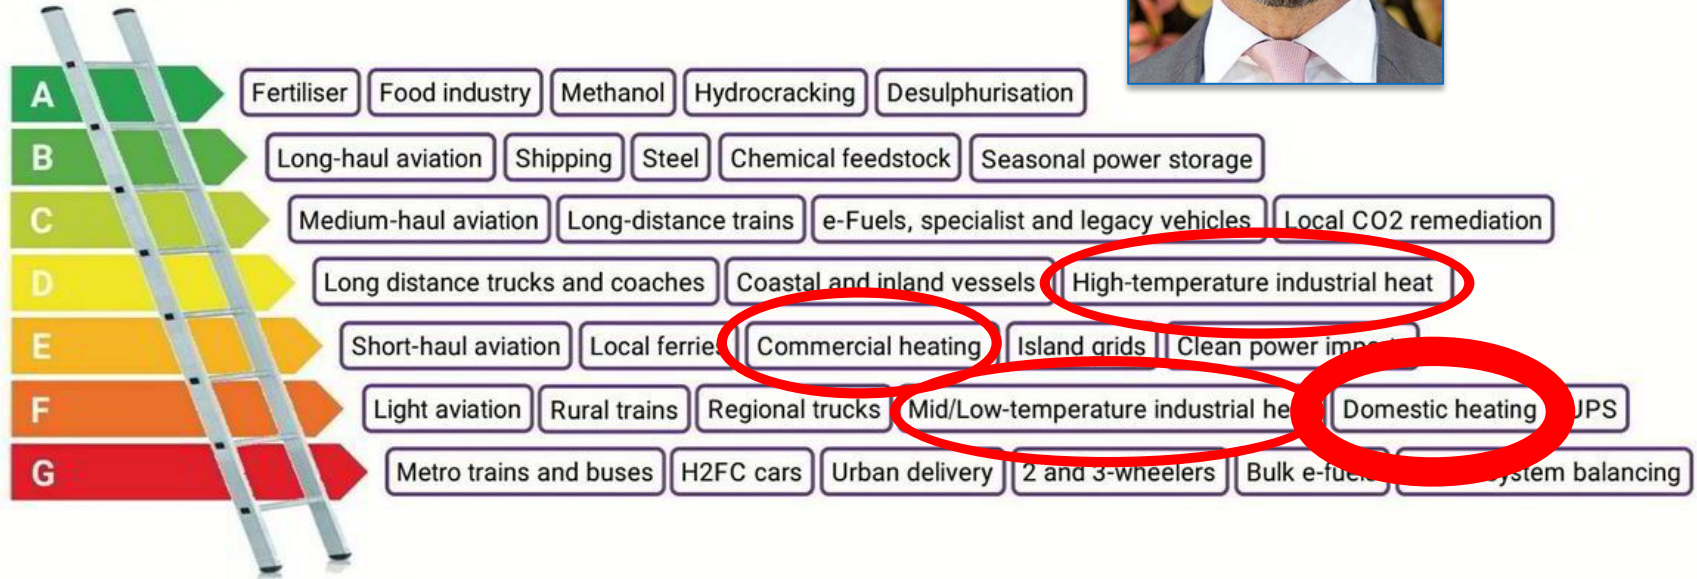 A Fertiliser Food industry Methanol Hydrocracking Desulphurisation
B Long-haul aviation Shipping Steel Chemical feedstock Seasonal power storage
C Medium-haul aviation Long-distance trains e-Fuels, specialist and legacy vehicles Local CO2 remediation
D Long distance trucks and coaches Coastal and inland vessels High-temperature industrial heat
E Short-haul aviation Local ferries Commercial heating Island grids Clean power
F Light aviation Rural trains Regional trucks Mid/Low-temperature industrial Domestic heating UPS
G Metro trains and buses H2FC cars Urban delivery 2 and 3-wheelers Bulk e-fuels system balancing